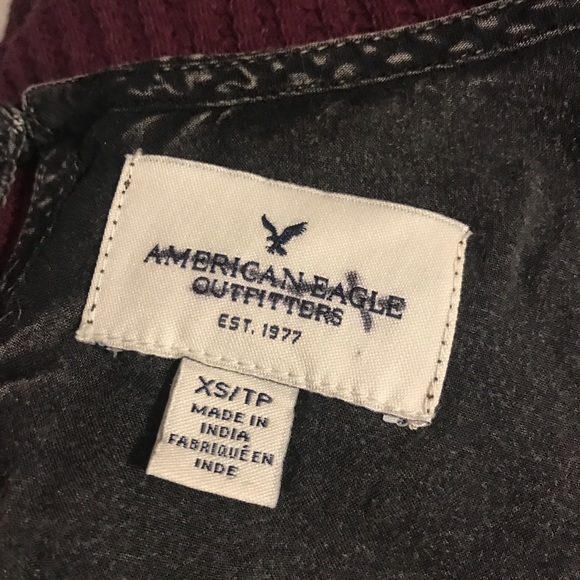 AMERICAN EAGLE
OUTFITTERS
EST. 1977
XS/TP
MADE IN
INDIA
FABRIQUÉ EN
INDE